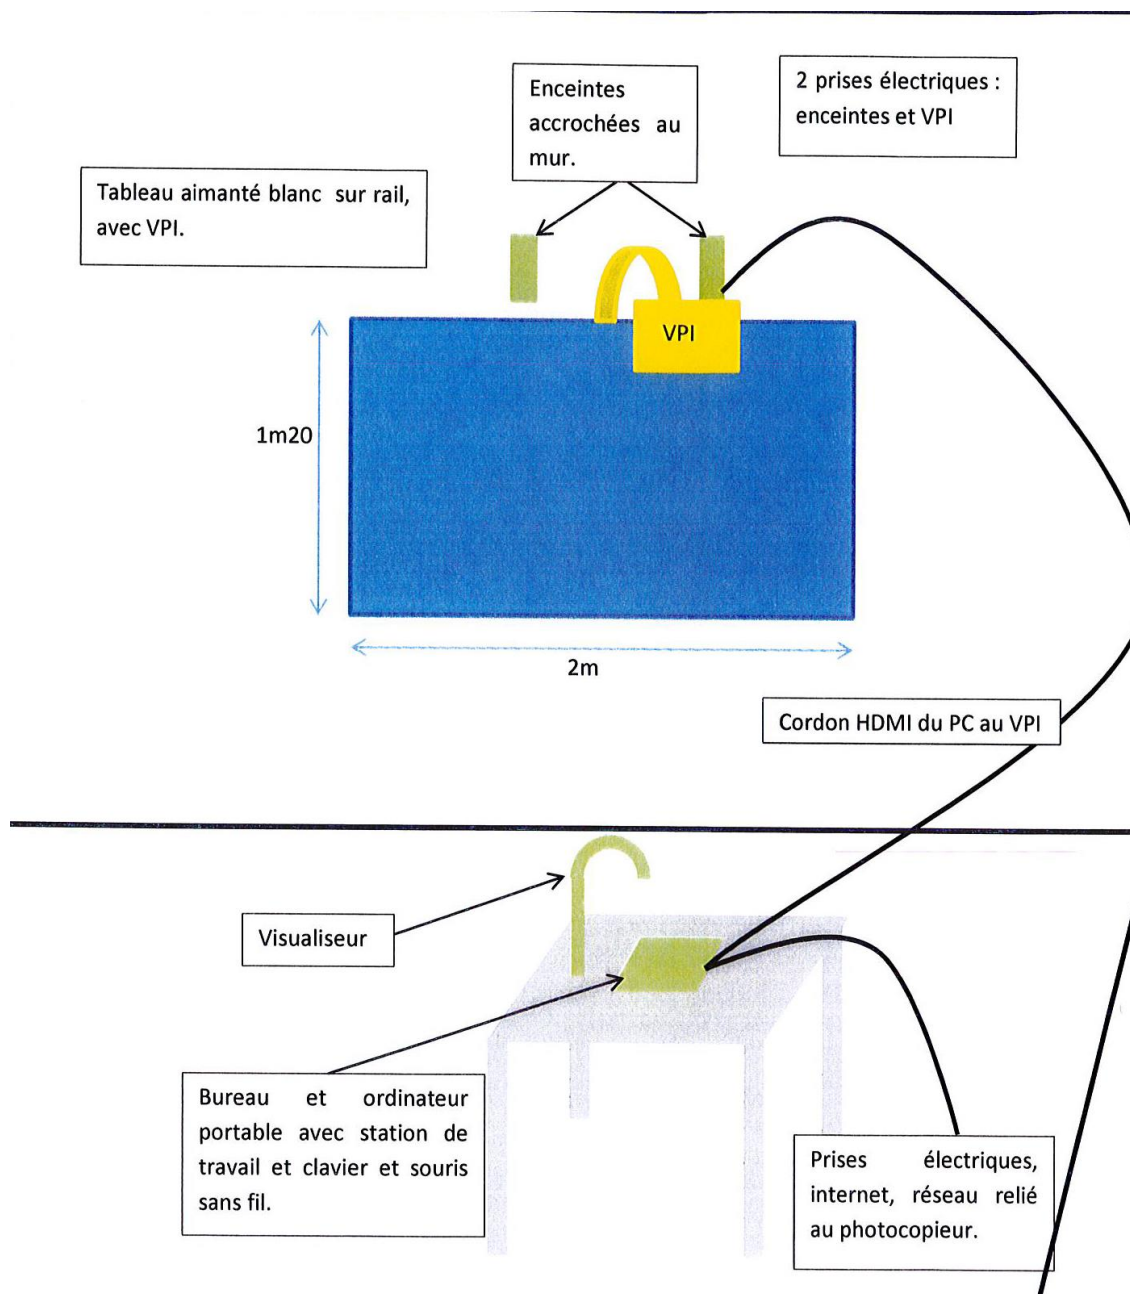 Enceintes
accrochées au
mur.
2 prises électriques :
enceintes et VPI
Tableau aimanté blanc sur rail,
avec VPI.
VPI
1m20
2m
Cordon HDMI du PC au VPI
Visualiseur
Bureau et ordinateur
portable avec station de
travail et clavier et souris
sans fil.
Prises électriques,
internet, réseau relié
au photocopieur.